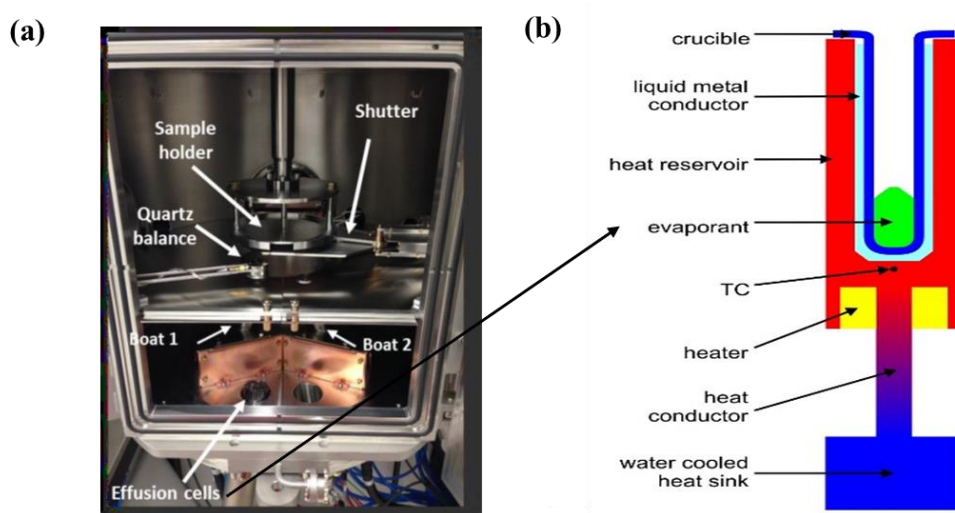 (a)
Shutter
Sample
holder
Quartz
balance
Boat 1
Boat 2
Effusion cells
(b)
crucible
liquid metal
conductor
heat reservoir
evaporant
TC
heater
heat
conductor
water cooled
heat sink